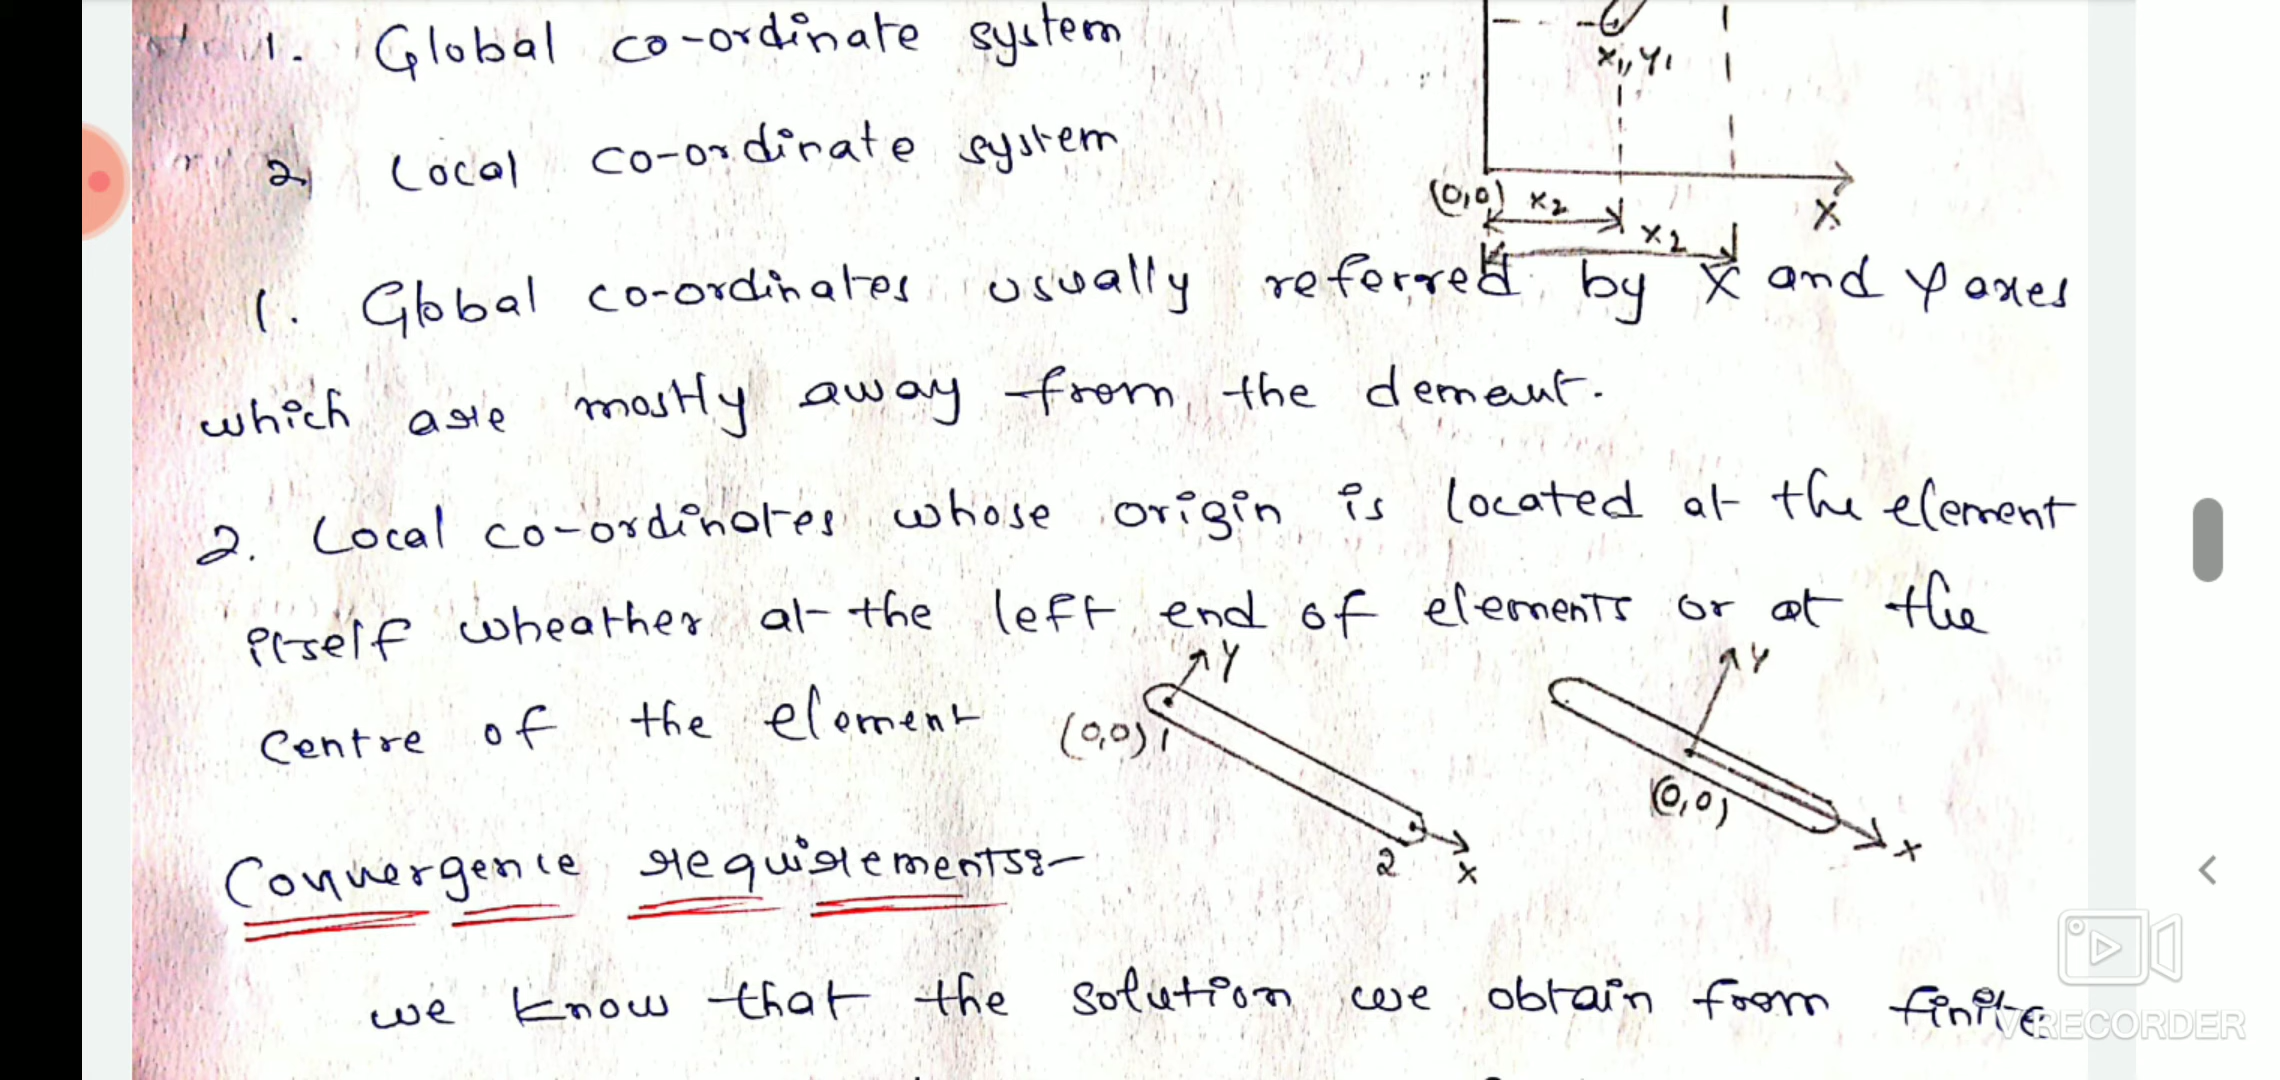 1. Global co-ordinate system
x1, y1
2 Local co-ordinate system
(0,0) x2
X
x2
1. Global co-ordinates usually referred by X and Y axes
which are mostly away from the demeut.
2. Local co-ordinates whose origin is located at the element
itself wheather at the left end of elements or at the
centre of the element
Y
(0,0) 1
2
x
Y
(0,0)
x
Convergence requirements:-
we know that the solution we obtain from finite
VRECORDER